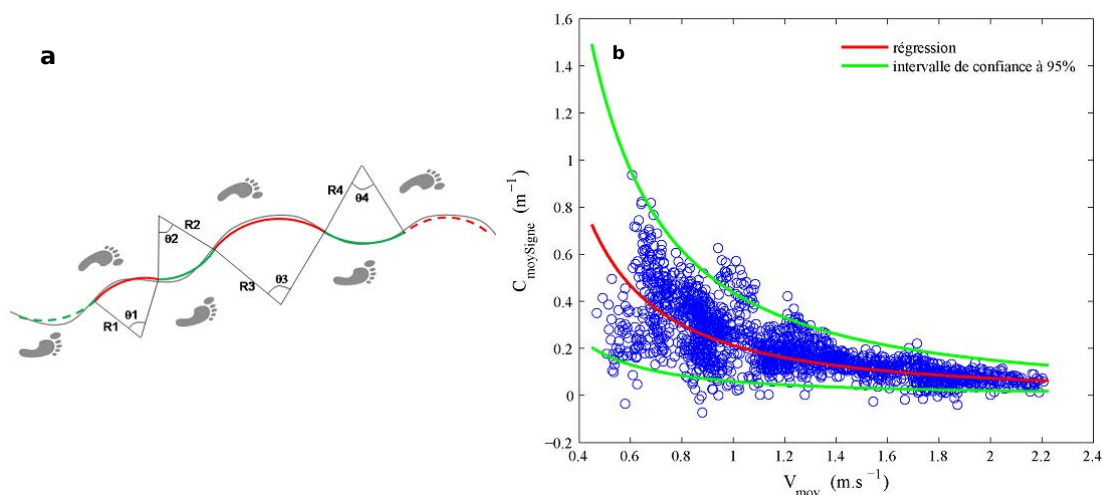 a
R1
θ1
θ2
R2
R3
θ3
R4
θ4
b
régression
intervalle de confiance à 95%
C moySigne (m⁻¹)
1.6
1.4
1.2
1
0.8
0.6
0.4
0.2
0
−0.2
0.4 0.6 0.8 1 1.2 1.4 1.6 1.8 2 2.2 2.4
V moy (m.s⁻¹)